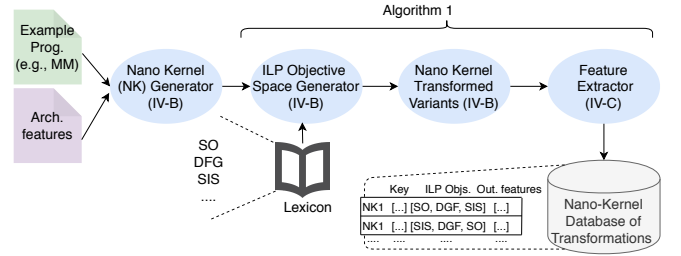 Algorithm 1
Example
Prog.
(e.g., MM)
Arch.
features
Nano Kernel
(NK) Generator
(IV-B)
ILP Objective
Space Generator
(IV-B)
Nano Kernel
Transformed
Variants (IV-B)
Feature
Extractor
(IV-C)
SO
DFG
SIS
....
Lexicon
Key ILP Objs. Out. features
NK1 [...] [SO, DGF, SIS] [...]
NK1 [...] [SIS, DGF, SO] [...]
.... .... .... ....
Nano-Kernel
Database of
Transformations